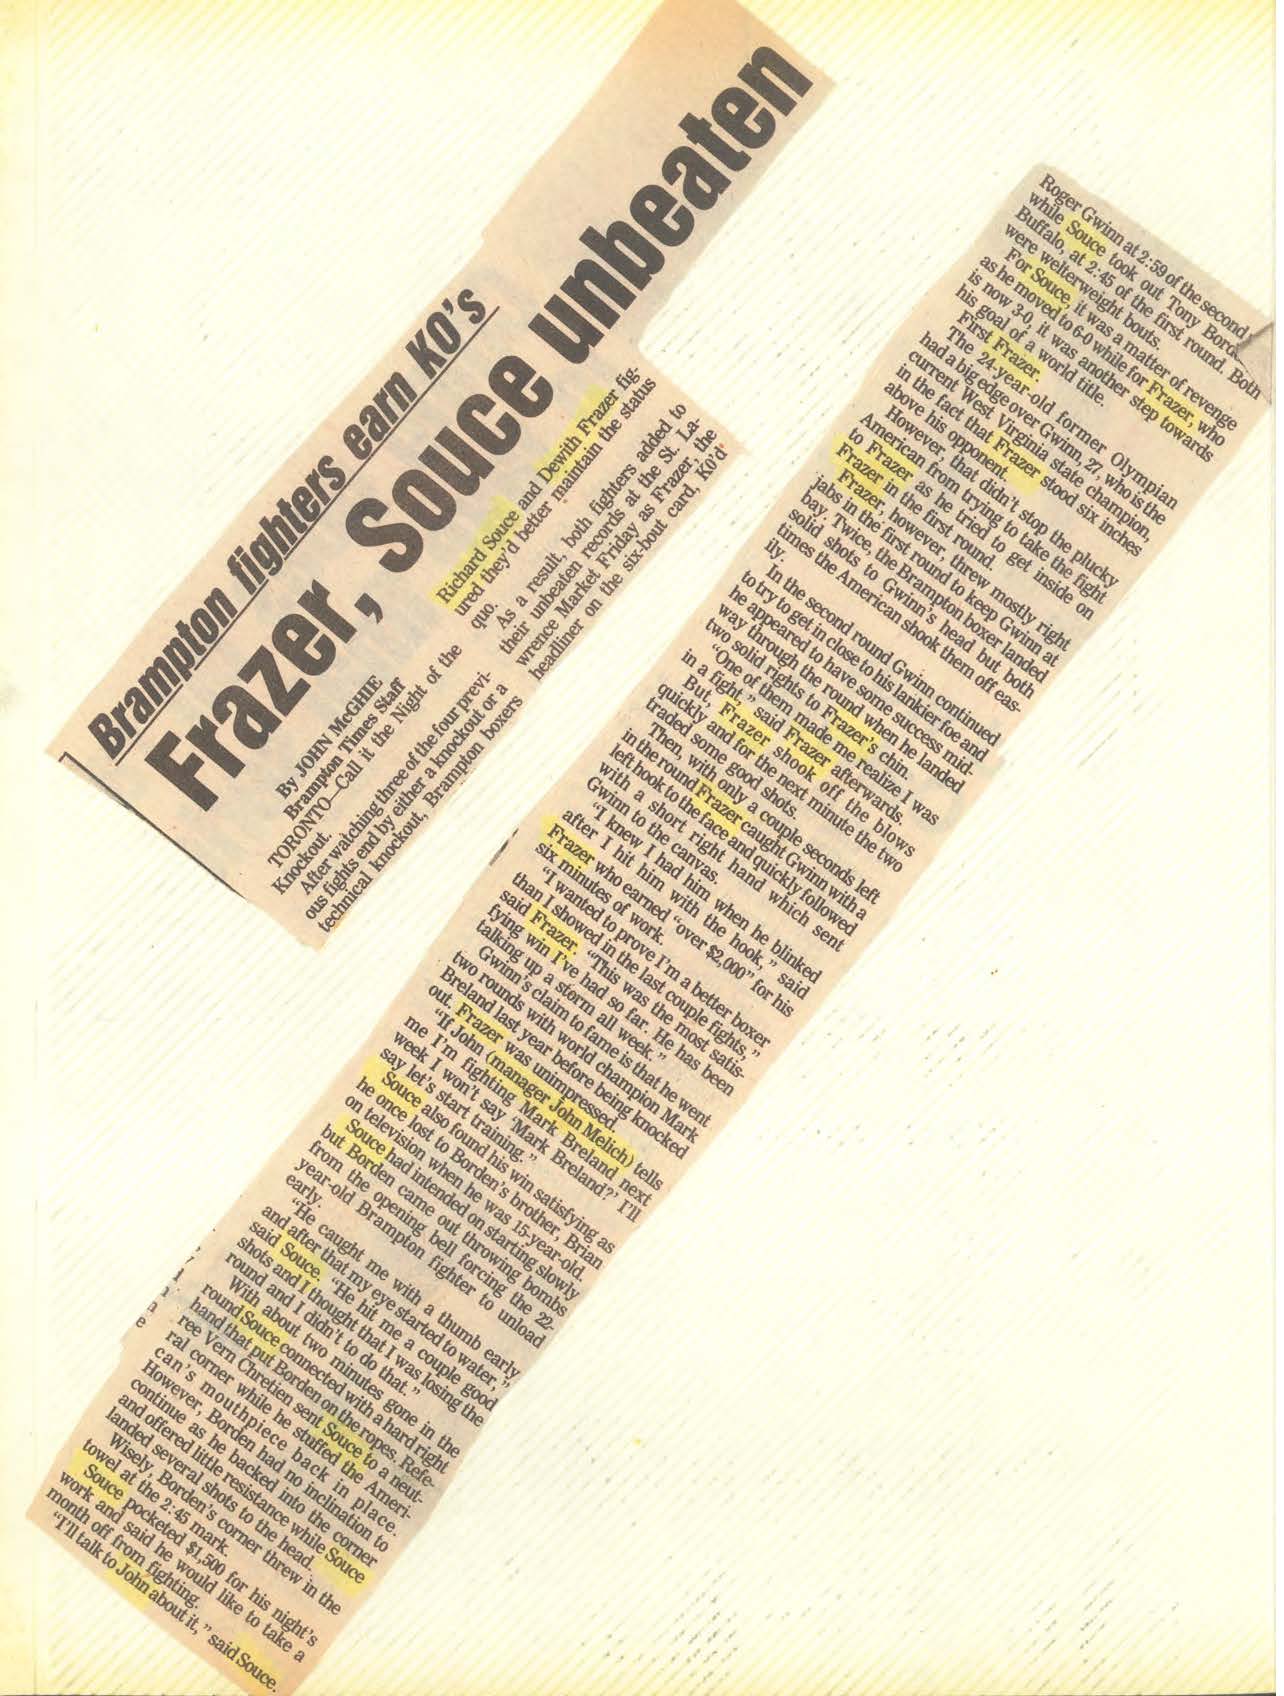 Brampton fighters earn KO's
Frazer, Souce unbeaten
By JOHN McGHIE
Brampton Times Staff
TORONTO—Call it the Night of the
Knockout.
After watching three of the four previ-
ous fights end by either a knockout or a
technical knockout, Brampton boxers
Richard Souce and Dewith Frazer fig-
ured they'd better maintain the status
quo.
As a result, both fighters added to
their unbeaten records at the St. La-
wrence Market Friday as Frazer, the
headliner on the six-bout card, KO'd
Roger Gwinn at 2:59 of the second,
while Souce took out Tony
Buffalo, at 2:45 of the first round. Both
were welterweight bouts.
For Souce, it was a matter of revenge
as he moved to 6-0 while for Frazer, who
is now 3-0, it was another step towards
his goal of a world title.
First Frazer.
The 24-year-old former Olympian
had a big edge over Gwinn, 27, who is the
current West Virginia state champion,
in the fact that Frazer stood six inches
above his opponent.
However, that didn't stop the plucky
American from trying to take the fight
to Frazer as he tried to get inside on
Frazer in the first round.
Frazer, however, threw mostly right
jabs in the first round to keep Gwinn at
bay. Twice, the Brampton boxer landed
solid shots to Gwinn's head but both
times the American shook them off eas-
ily.
In the second round Gwinn continued
to try to get in close to his lankier foe and
he appeared to have some success mid-
way through the round when he landed
two solid rights to Frazer's chin.
"One of them made me realize I was
in a fight," said Frazer afterwards.
But, Frazer shook off the blows
quickly and for the next minute the two
traded some good shots.
Then, with only a couple seconds left
in the round Frazer caught Gwinn with a
left hook to the face and quickly followed
with a short right hand which sent
Gwinn to the canvas.
"I knew I had him when he blinked
after I hit him with the hook," said
Frazer who earned "over $2,000" for his
six minutes of work.
"I wanted to prove I'm a better boxer
than I showed in the last couple fights,"
said Frazer. "This was the most satis-
fying win I've had so far. He has been
talking up a storm all week."
Gwinn's claim to fame is that he went
two rounds with world champion Mark
Breland last year before being knocked
out. Frazer was unimpressed.
"If John (manager John Melich) tells
me I'm fighting Mark Breland next
week I won't say 'Mark Breland?' I'll
say let's start training."
Souce also found his win satisfying as
he once lost to Borden's brother, Brian
on television when he was 15-year-old.
Souce had intended on starting slowly
but Borden came out throwing bombs
from the opening bell forcing the 22-
year-old Brampton fighter to unload
early.
"He caught me with a thumb early
and after that my eye started to water,"
said Souce. "He hit me a couple good
shots and I thought that I was losing the
round and I didn't to do that."
With about two minutes gone in the
round Souce connected with a hard right
hand that put Borden on the ropes. Refe-
ree Vern Chretien sent Souce to a neut-
ral corner while he stuffed the Ameri-
can's mouthpiece back in place.
However, Borden had no inclination to
continue as he backed into the corner
and offered little resistance while Souce
landed several shots to the head.
Wisely, Borden's corner threw in the
towel at the 2:45 mark.
Souce pocketed $1,500 for his night's
work and said he would like to take a
month off from fighting.
"I'll talk to John about it," said Souce.